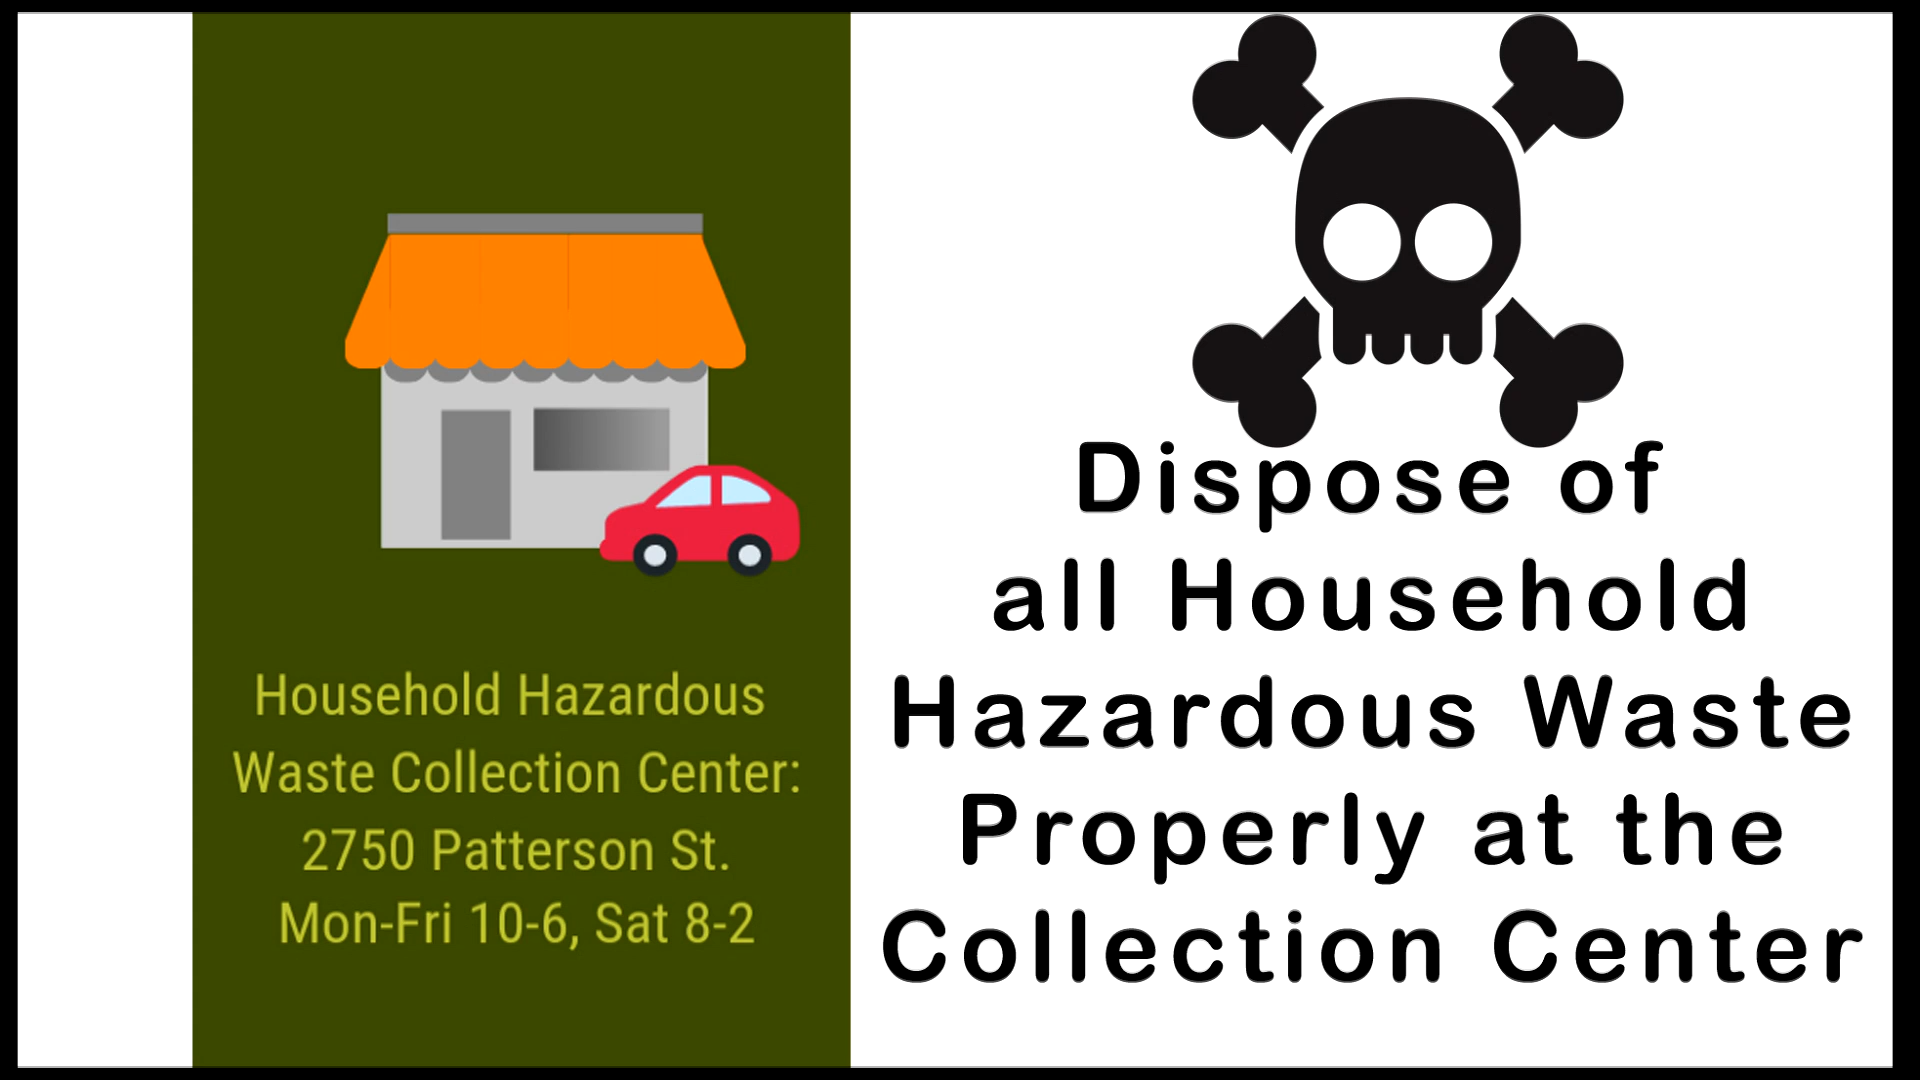 Household Hazardous
Waste Collection Center:
2750 Patterson St.
Mon-Fri 10-6, Sat 8-2
Dispose of
all Household
Hazardous Waste
Properly at the
Collection Center